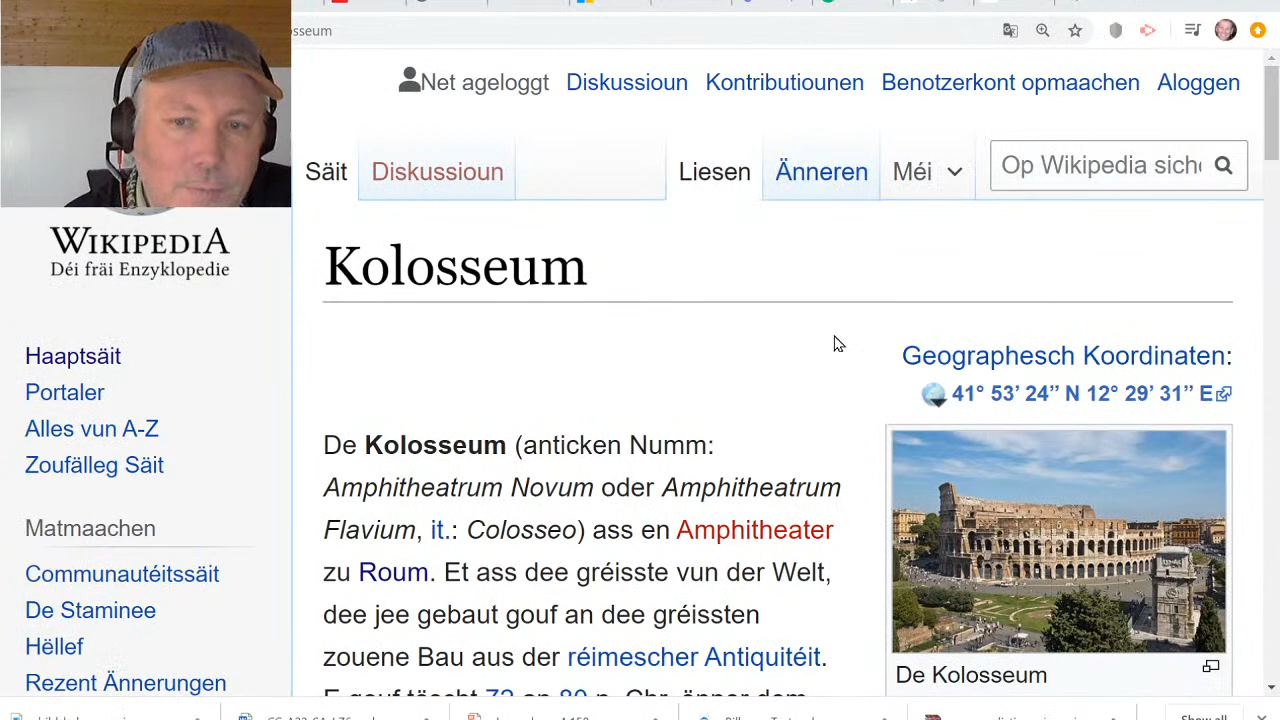 osseum
Net ageloggt Diskussioun Kontributiounen Benotzerkont opmaachen Aloggen
Säit Diskussioun Liesen Änneren Méi Op Wikipedia sich
WIKIPEDIA
Déi fräi Enzyklopedie
Kolosseum
Haaptsäit
Portaler
Alles vun A-Z
Zoufälleg Säit
Matmaachen
Communautéitssäit
De Staminee
Hëllef
Rezent Ännerungen
Geographesch Koordinaten:
41° 53’ 24’’ N 12° 29’ 31’’ E
De Kolosseum (anticken Numm:
Amphitheatrum Novum oder Amphitheatrum
Flavium, it.: Colosseo) ass en Amphitheater
zu Roum. Et ass dee gréisste vun der Welt,
dee jee gebaut gouf an dee gréissten
zouene Bau aus der réimescher Antiquitéit.
De Kolosseum
Show all